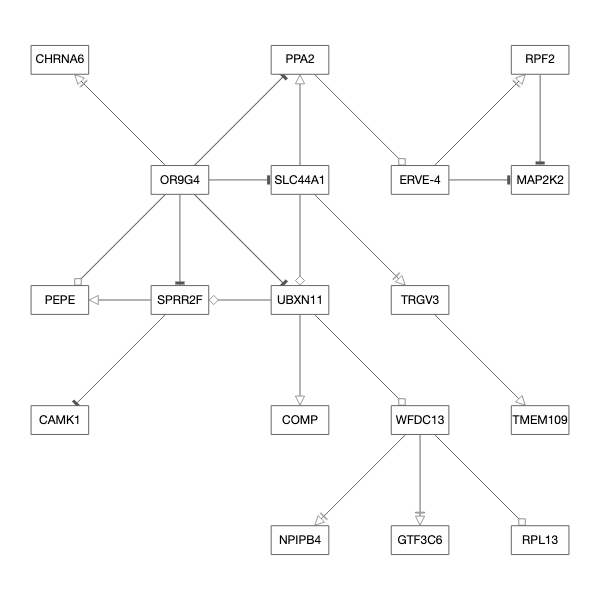 CHRNA6
PPA2
RPF2
OR9G4
SLC44A1
ERVE-4
MAP2K2
PEPE
SPRR2F
UBXN11
TRGV3
CAMK1
COMP
WFDC13
TMEM109
NPIPB4
GTF3C6
RPL13